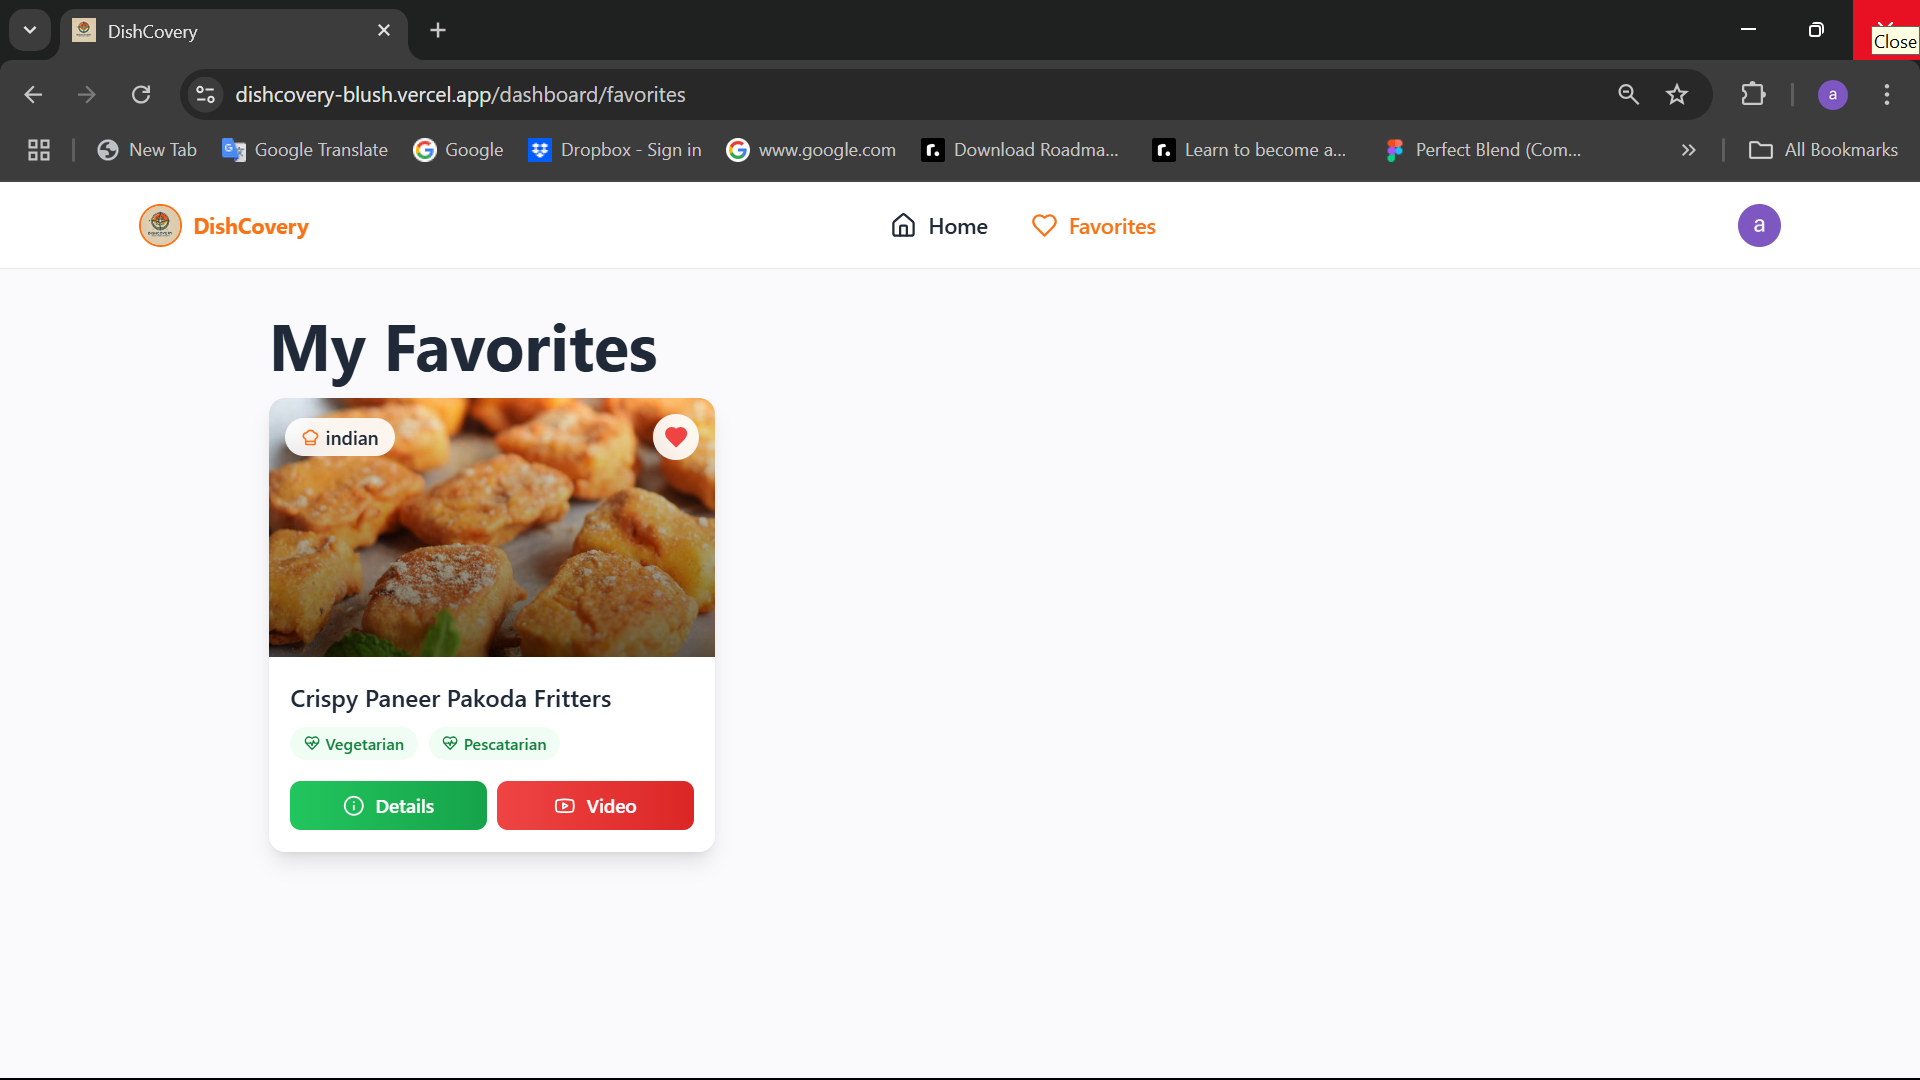 DishCovery
Close
dishcovery-blush.vercel.app/dashboard/favorites
a
New Tab
Google Translate
Google
Dropbox - Sign in
www.google.com
Download Roadma...
Learn to become a...
Perfect Blend (Com...
All Bookmarks
DishCovery
Home
Favorites
a
My Favorites
indian
Crispy Paneer Pakoda Fritters
Vegetarian
Pescatarian
Details
Video